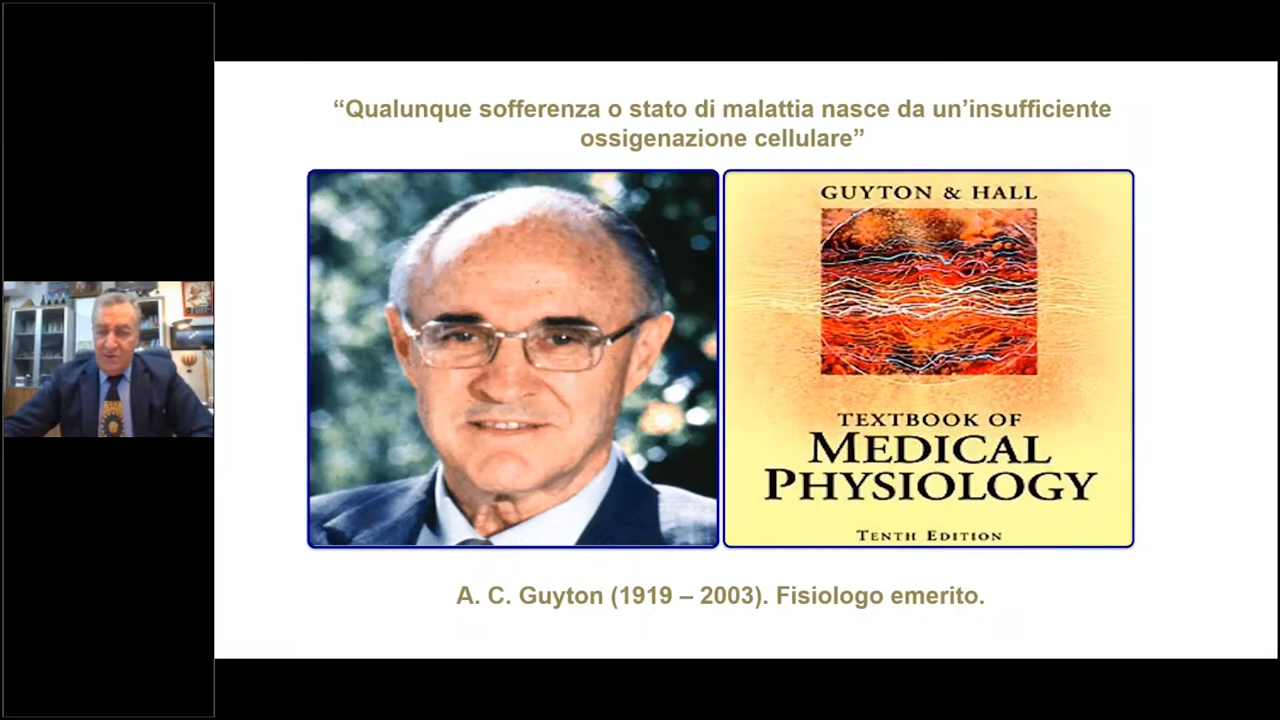 “Qualunque sofferenza o stato di malattia nasce da un’insufficiente
ossigenazione cellulare”
GUYTON & HALL
TEXTBOOK OF
MEDICAL
PHYSIOLOGY
TENTH EDITION
A. C. Guyton (1919 – 2003). Fisiologo emerito.